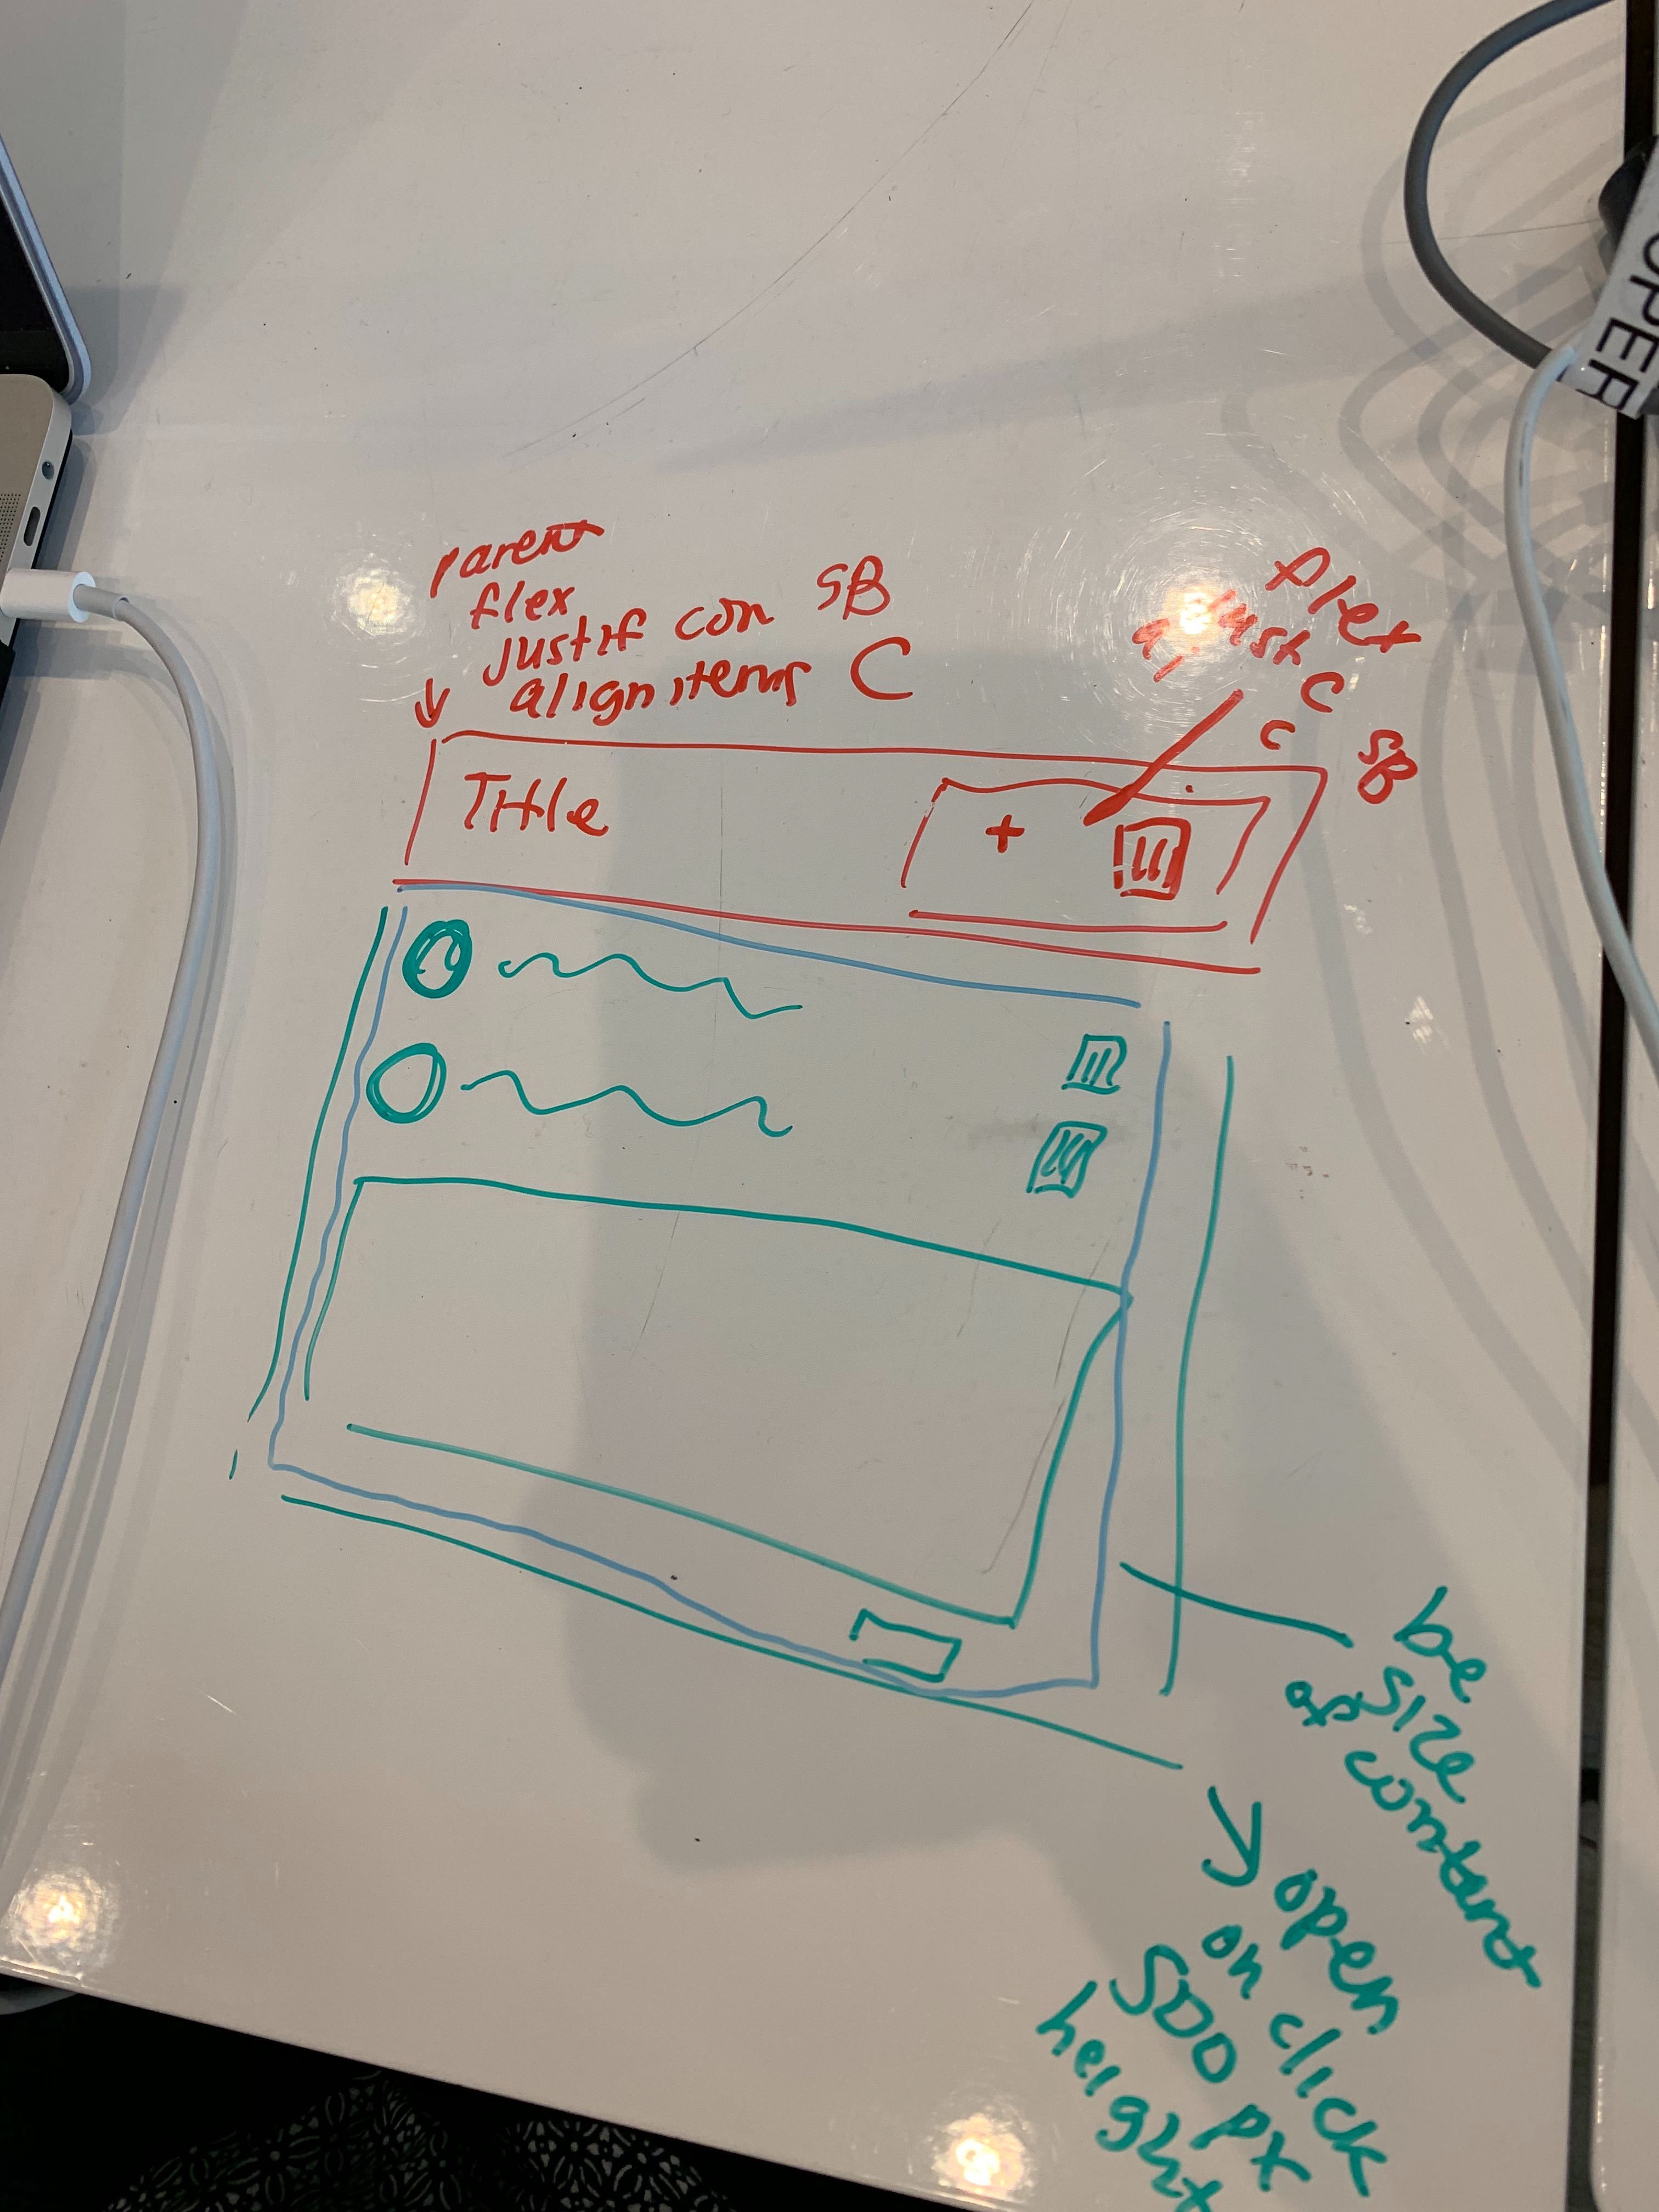 parent
flex
justif con SB
align items C
flex
just C SB
a, c
Title
+
be
size
of content
open
on click
500 px
height
OPER